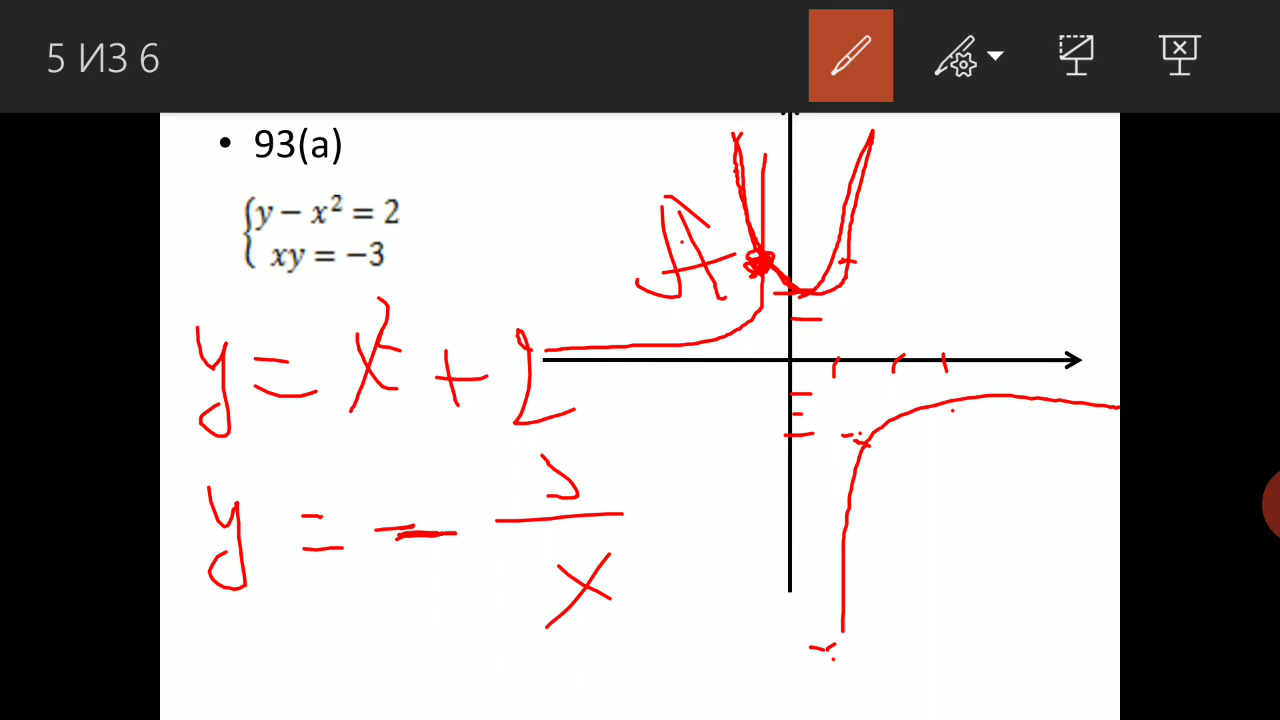 5 ИЗ 6
• 93(а)
{y − x² = 2
xy = −3
y = x² + 2
y = − 3/x
A